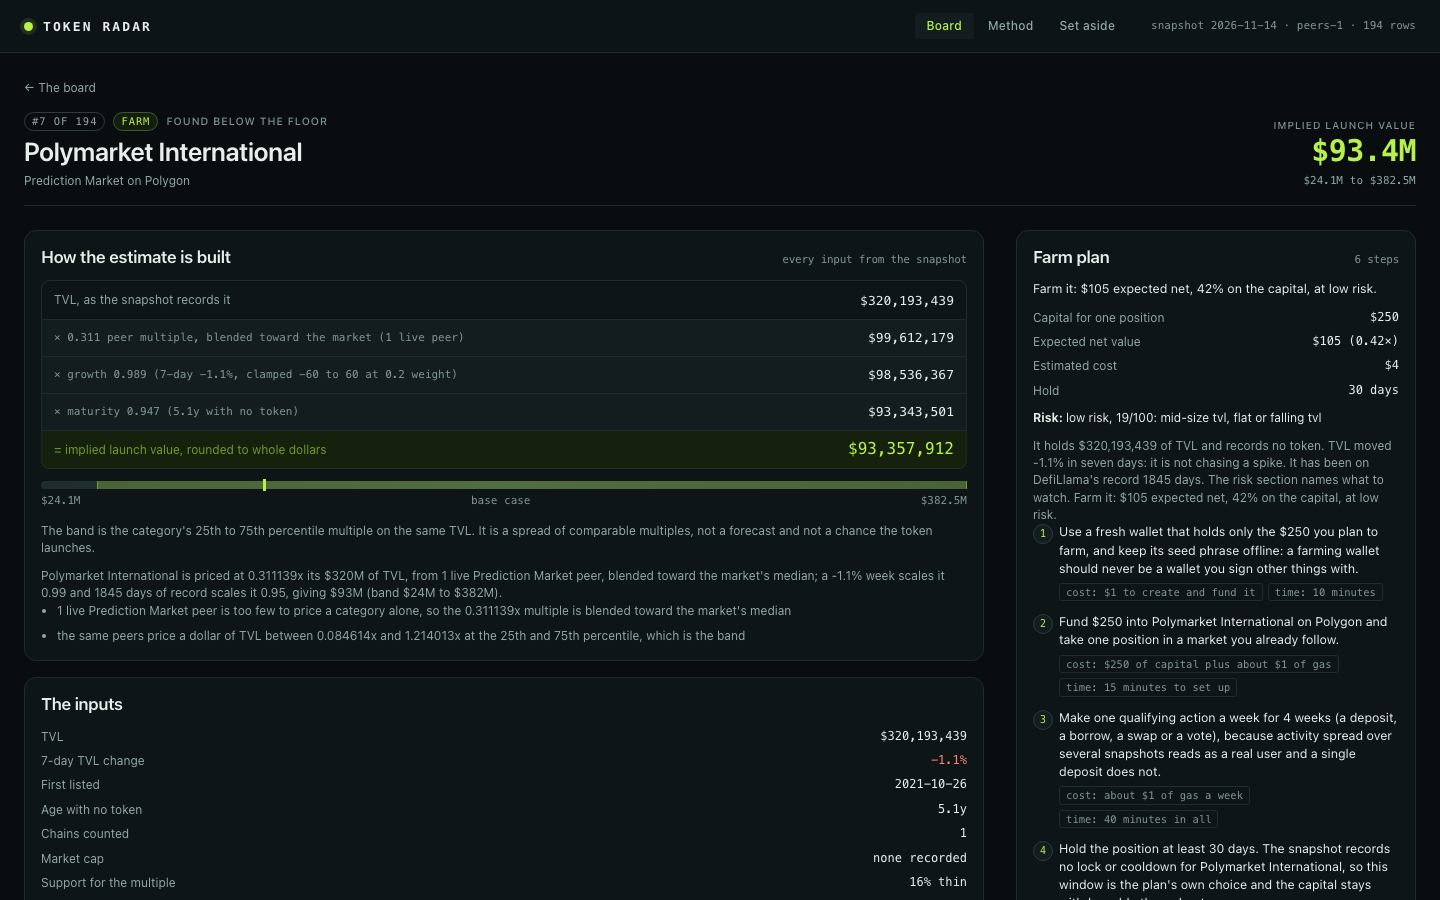 TOKEN RADAR
Board
Method
Set aside
snapshot 2026-11-14 · peers-1 · 194 rows
← The board
#7 OF 194
FARM
FOUND BELOW THE FLOOR
Polymarket International
Prediction Market on Polygon
IMPLIED LAUNCH VALUE
$93.4M
$24.1M to $382.5M
How the estimate is built
every input from the snapshot
TVL, as the snapshot records it
$320,193,439
× 0.311 peer multiple, blended toward the market (1 live peer)
$99,612,179
× growth 0.989 (7-day −1.1%, clamped −60 to 60 at 0.2 weight)
$98,536,367
× maturity 0.947 (5.1y with no token)
$93,343,501
= implied launch value, rounded to whole dollars
$93,357,912
$24.1M
base case
$382.5M
The band is the category's 25th to 75th percentile multiple on the same TVL. It is a spread of comparable multiples, not a forecast and not a chance the token
launches.
Polymarket International is priced at 0.311139x its $320M of TVL, from 1 live Prediction Market peer, blended toward the market's median; a -1.1% week scales it
0.99 and 1845 days of record scales it 0.95, giving $93M (band $24M to $382M).
• 1 live Prediction Market peer is too few to price a category alone, so the 0.311139x multiple is blended toward the market's median
• the same peers price a dollar of TVL between 0.084614x and 1.214013x at the 25th and 75th percentile, which is the band
The inputs
TVL
$320,193,439
7-day TVL change
−1.1%
First listed
2021-10-26
Age with no token
5.1y
Chains counted
1
Market cap
none recorded
Support for the multiple
16% thin
Farm plan
6 steps
Farm it: $105 expected net, 42% on the capital, at low risk.
Capital for one position
$250
Expected net value
$105 (0.42×)
Estimated cost
$4
Hold
30 days
Risk: low risk, 19/100: mid-size tvl, flat or falling tvl
It holds $320,193,439 of TVL and records no token. TVL moved
-1.1% in seven days: it is not chasing a spike. It has been on
DefiLlama's record 1845 days. The risk section names what to
watch. Farm it: $105 expected net, 42% on the capital, at low
risk.
1
Use a fresh wallet that holds only the $250 you plan to
farm, and keep its seed phrase offline: a farming wallet
should never be a wallet you sign other things with.
cost: $1 to create and fund it
time: 10 minutes
2
Fund $250 into Polymarket International on Polygon and
take one position in a market you already follow.
cost: $250 of capital plus about $1 of gas
time: 15 minutes to set up
3
Make one qualifying action a week for 4 weeks (a deposit,
a borrow, a swap or a vote), because activity spread over
several snapshots reads as a real user and a single
deposit does not.
cost: about $1 of gas a week
time: 40 minutes in all
4
Hold the position at least 30 days. The snapshot records
no lock or cooldown for Polymarket International, so this
window is the plan's own choice and the capital stays